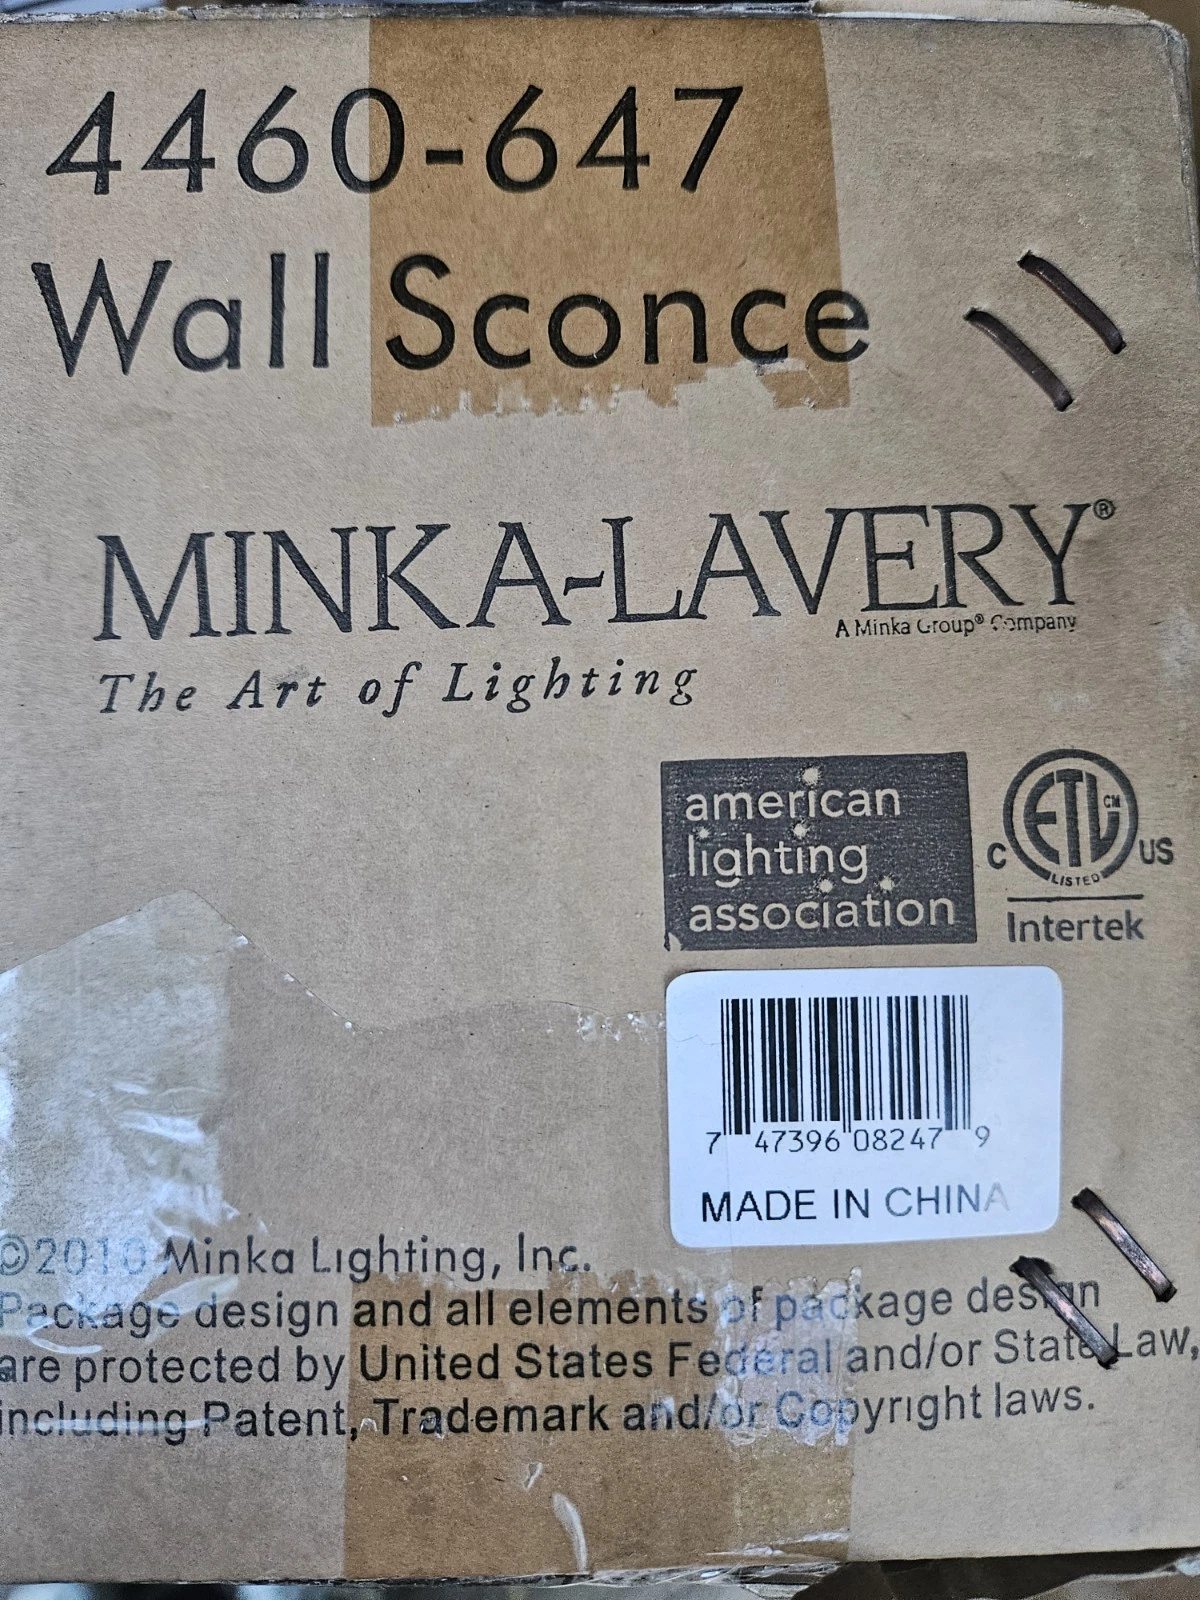 4460-647
Wall Sconce
MINKA-LAVERY®
A Minka Group® Company
The Art of Lighting
american
lighting
association
C ETL CM US
LISTED
Intertek
7 47396 08247 9
MADE IN CHINA
©2010 Minka Lighting, Inc.
Package design and all elements of package design
are protected by United States Federal and/or State Law,
including Patent, Trademark and/or Copyright laws.